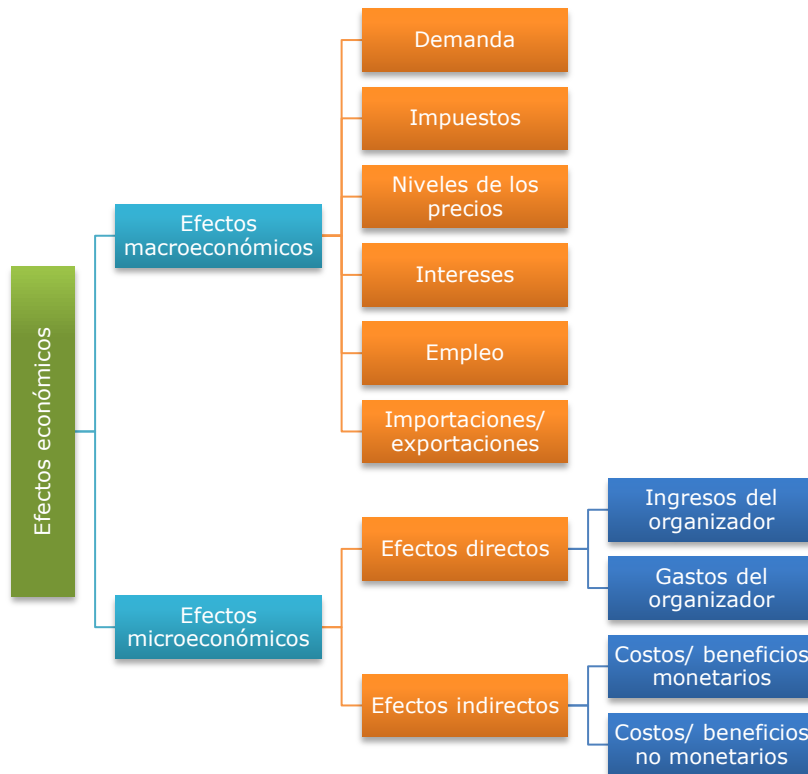 Efectos económicos
Efectos
macroeconómicos
Demanda
Impuestos
Niveles de los
precios
Intereses
Empleo
Importaciones/
exportaciones
Efectos
microeconómicos
Efectos directos
Ingresos del
organizador
Gastos del
organizador
Efectos indirectos
Costos/ beneficios
monetarios
Costos/ beneficios
no monetarios